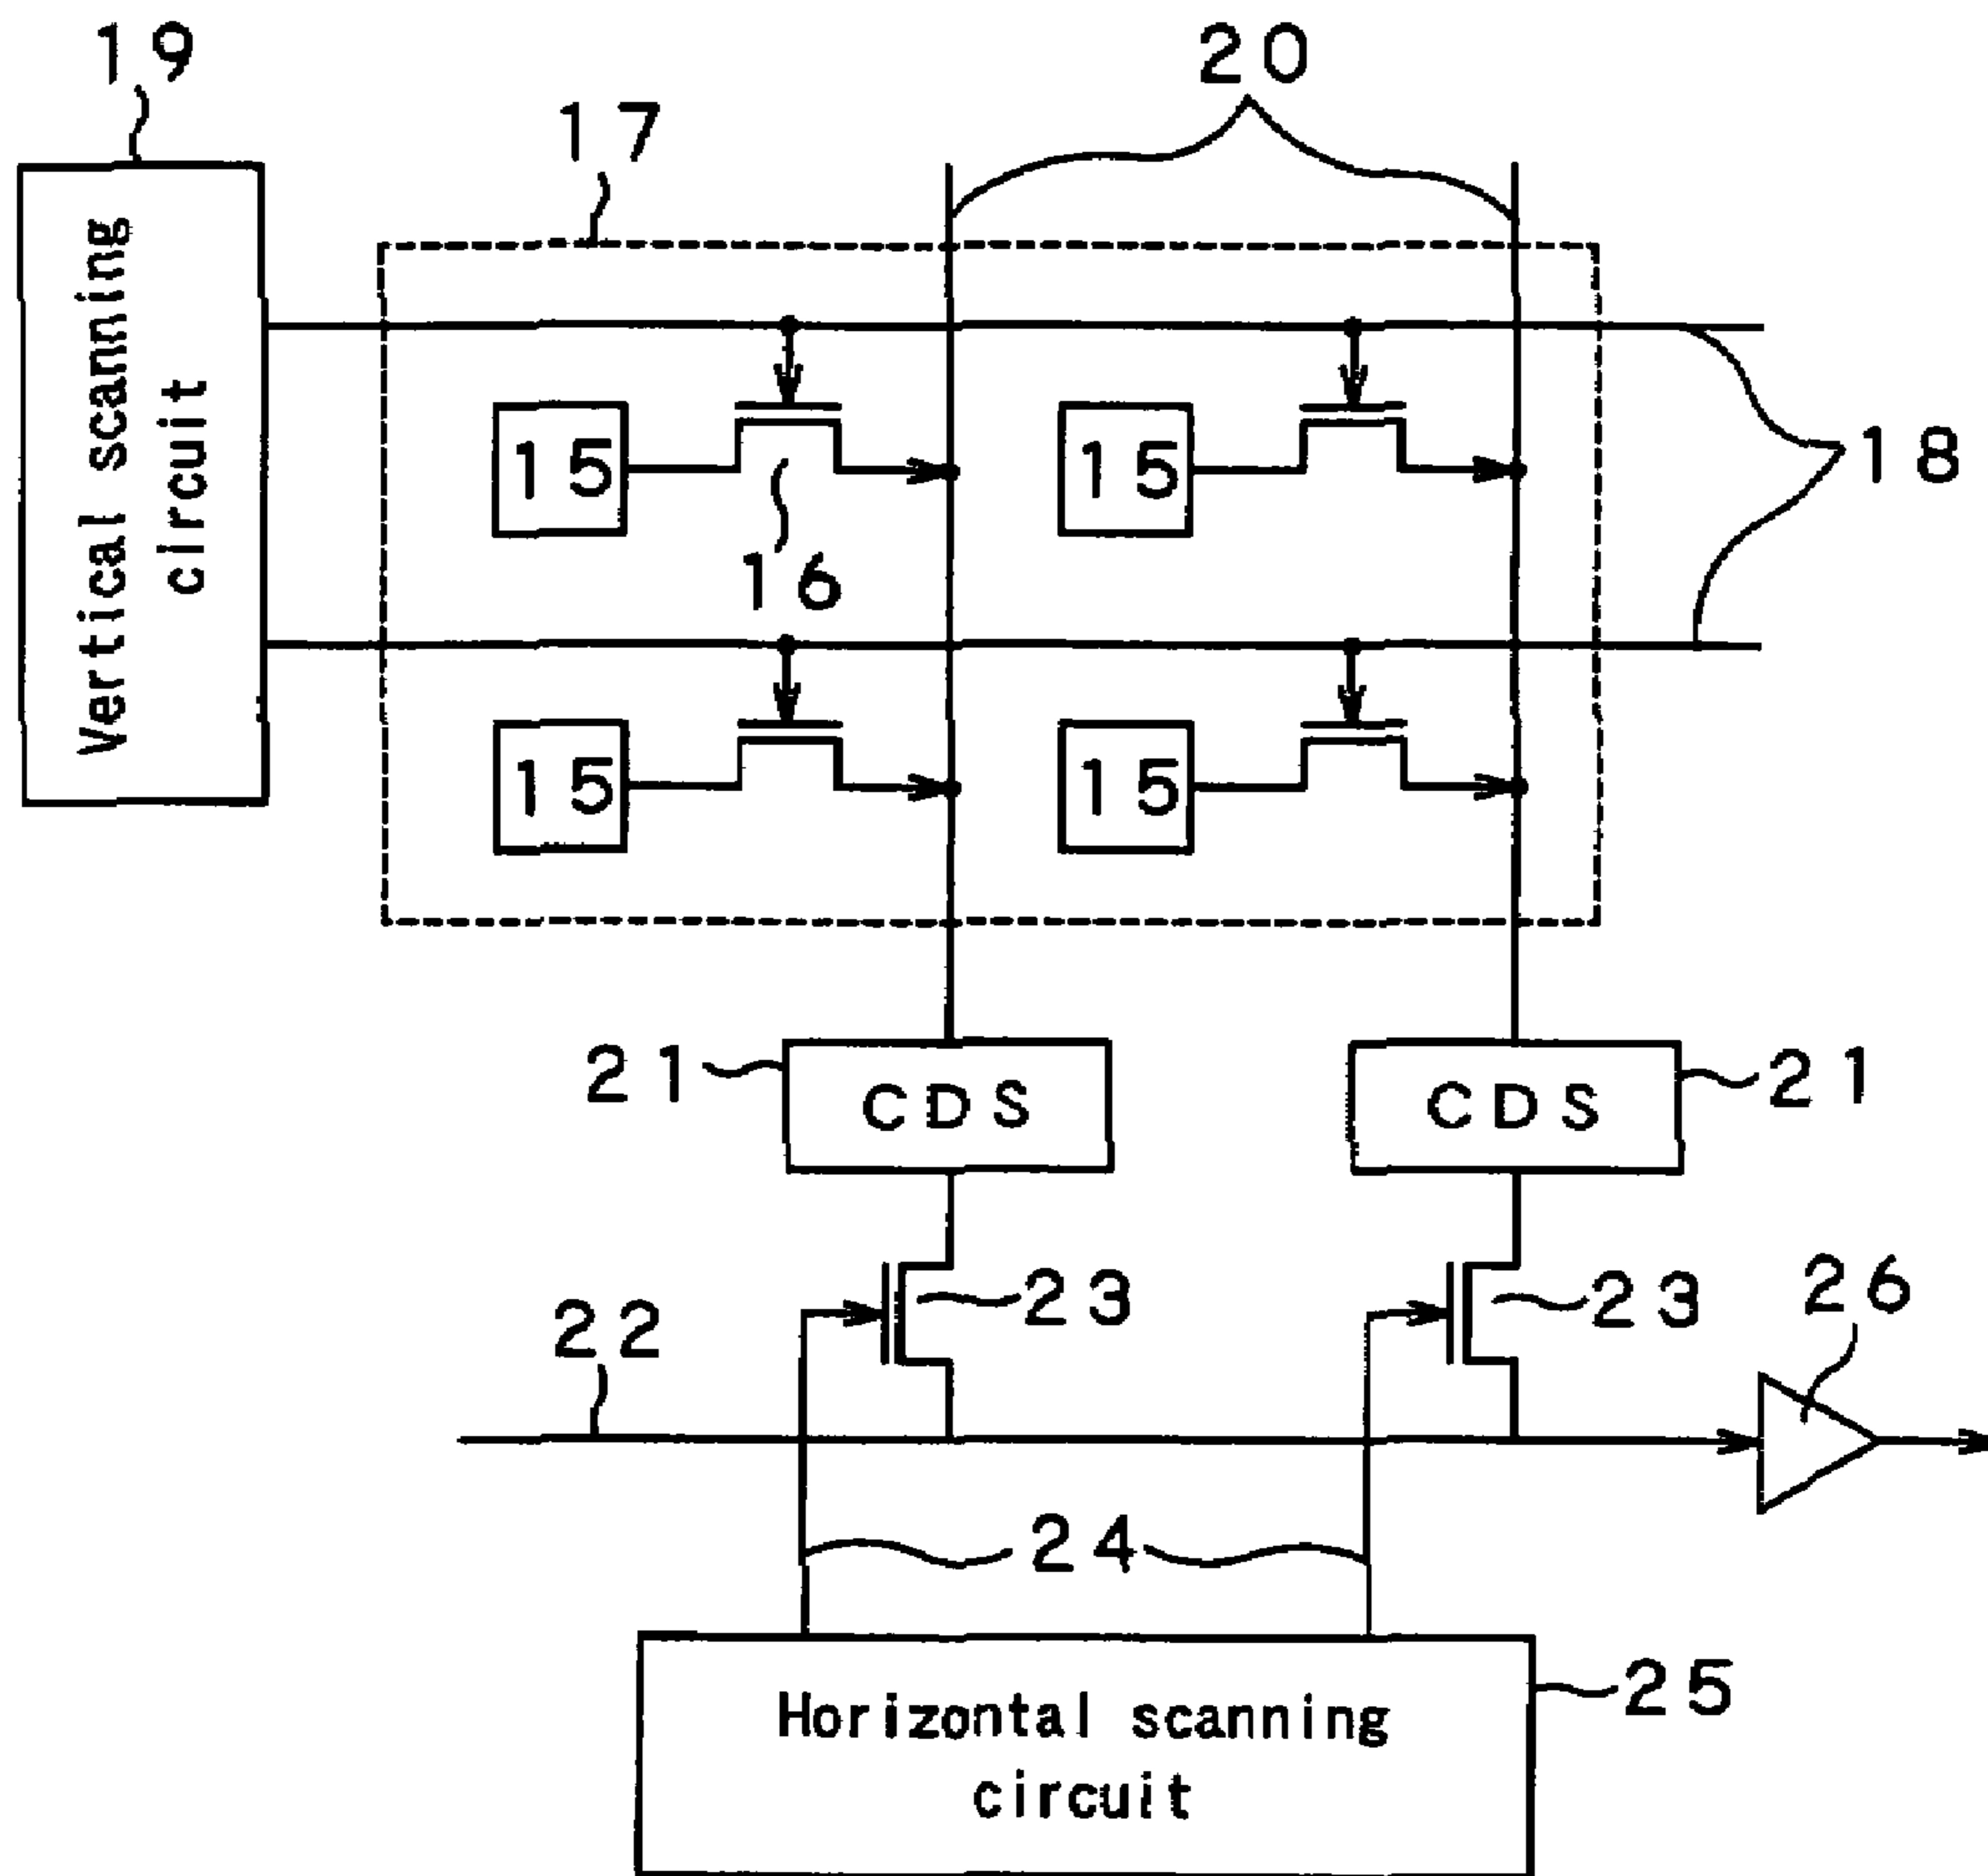 19
20
17
Vertical scanning
circuit
15
15
18
16
15
15
21
CDS
CDS
21
23
23
26
22
24
Horizontal scanning
circuit
25